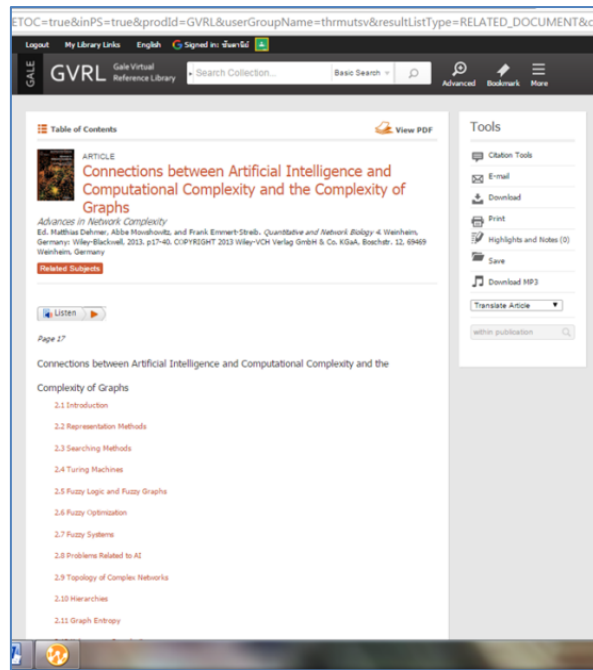 ETOC=true&inPS=true&prodId=GVRL&userGroupName=thrmutsv&resultListType=RELATED_DOCUMENT&
Logout My Library Links English Signed in:
GALE GVRL Gale Virtual Reference Library Search Collection... Basic Search Advanced Bookmark More
Table of Contents View PDF
ARTICLE
Connections between Artificial Intelligence and
Computational Complexity and the Complexity of
Graphs
Advances in Network Complexity
Ed. Matthias Dehmer, Abbe Mowshowitz, and Frank Emmert-Streib. Quantitative and Network Biology 4. Weinheim,
Germany: Wiley-Blackwell, 2013. p17-40. COPYRIGHT 2013 Wiley-VCH Verlag GmbH & Co. KGaA, Boschstr. 12, 69469
Weinheim, Germany
Related Subjects
Listen
Page 17
Connections between Artificial Intelligence and Computational Complexity and the
Complexity of Graphs
2.1 Introduction
2.2 Representation Methods
2.3 Searching Methods
2.4 Turing Machines
2.5 Fuzzy Logic and Fuzzy Graphs
2.6 Fuzzy Optimization
2.7 Fuzzy Systems
2.8 Problems Related to AI
2.9 Topology of Complex Networks
2.10 Hierarchies
2.11 Graph Entropy
Tools
Citation Tools
E-mail
Download
Print
Highlights and Notes (0)
Save
Download MP3
Translate Article
within publication